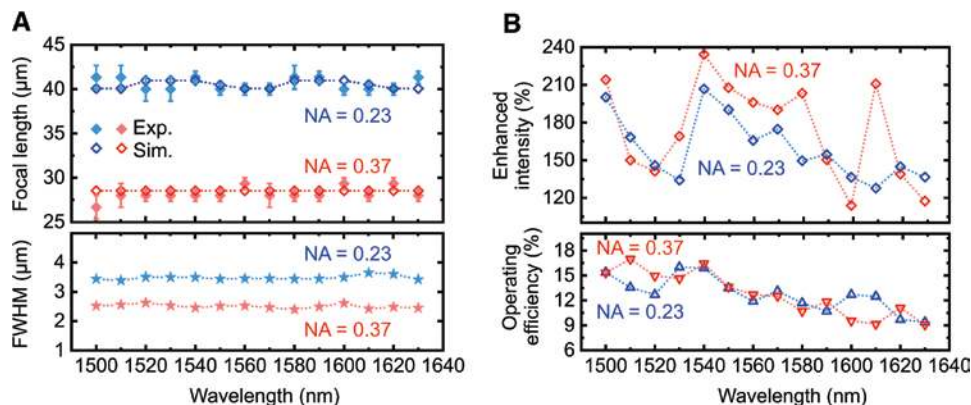 A
45
40
35
30
25
Focal length (μm)
NA = 0.23
Exp.
Sim.
NA = 0.37
4
3
2
1
FWHM (μm)
NA = 0.23
NA = 0.37
1500 1520 1540 1560 1580 1600 1620 1640
Wavelength (nm)
B
240
210
180
150
120
Enhanced
intensity (%)
NA = 0.37
NA = 0.23
18
15
12
9
6
Operating
efficiency (%)
NA = 0.37
NA = 0.23
1500 1520 1540 1560 1580 1600 1620 1640
Wavelength (nm)